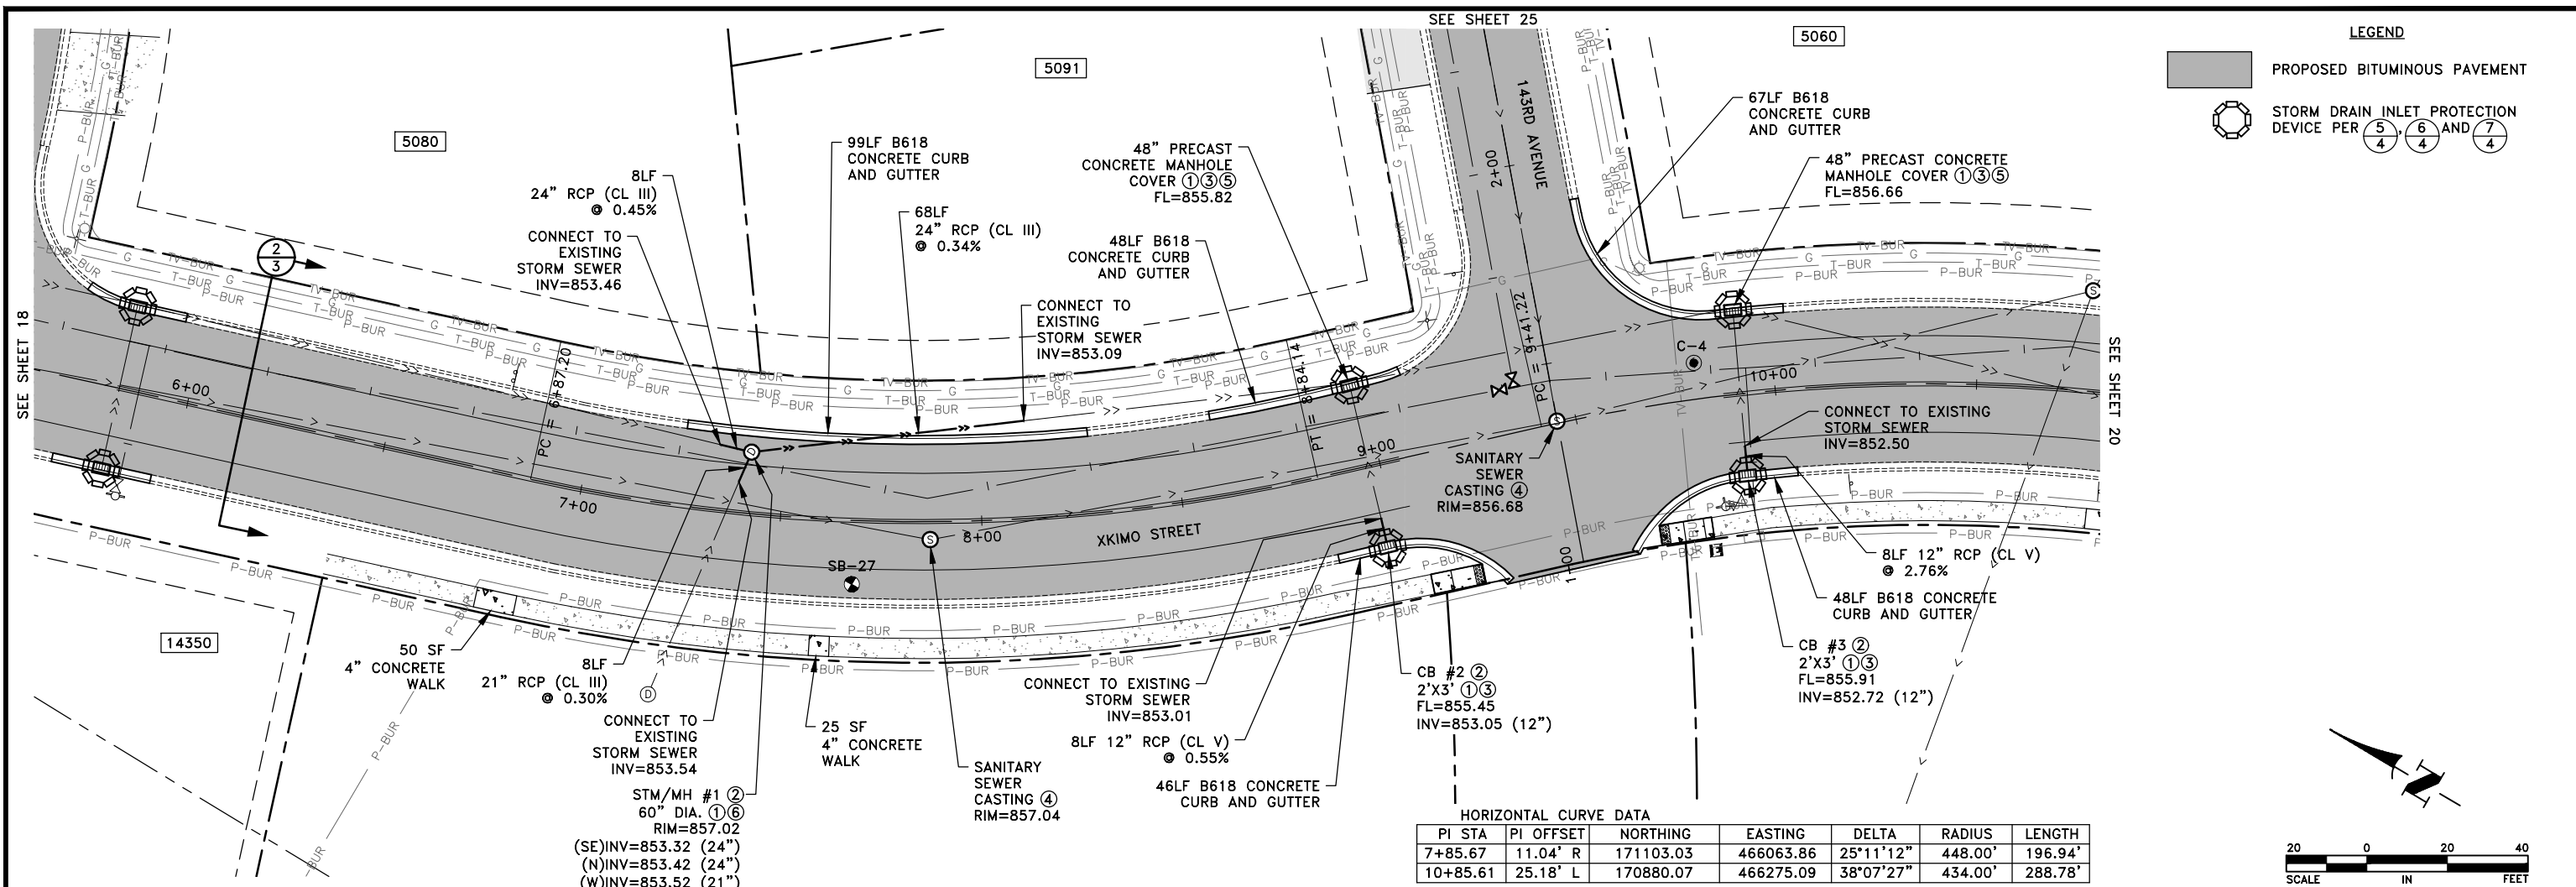 SEE SHEET 25
LEGEND
PROPOSED BITUMINOUS PAVEMENT
STORM DRAIN INLET PROTECTION
DEVICE PER 5/4, 6/4 AND 7/4
5060
5091
5080
14350
143RD AVENUE
2+00
67LF B618
CONCRETE CURB
AND GUTTER
48" PRECAST CONCRETE
MANHOLE COVER ①③⑤
FL=856.66
48" PRECAST
CONCRETE MANHOLE
COVER ①③⑤
FL=855.82
99LF B618
CONCRETE CURB
AND GUTTER
8LF
24" RCP (CL III)
@ 0.45%
68LF
24" RCP (CL III)
@ 0.34%
48LF B618
CONCRETE CURB
AND GUTTER
CONNECT TO
EXISTING
STORM SEWER
INV=853.46
CONNECT TO
EXISTING
STORM SEWER
INV=853.09
2
3
SEE SHEET 18
SEE SHEET 20
6+00
PC = 6+87.20
7+00
8+00
PT = 8+84.14
9+00
PC = 9+41.22
10+00
1+00
C-4
SB-27
XKIMO STREET
SANITARY
SEWER
CASTING ④
RIM=856.68
CONNECT TO EXISTING
STORM SEWER
INV=852.50
8LF 12" RCP (CL V)
@ 2.76%
48LF B618 CONCRETE
CURB AND GUTTER
CB #3 ②
2'X3' ①③
FL=855.91
INV=852.72 (12")
CB #2 ②
2'X3' ①③
FL=855.45
INV=853.05 (12")
50 SF
4" CONCRETE
WALK
8LF
21" RCP (CL III)
@ 0.30%
CONNECT TO
EXISTING
STORM SEWER
INV=853.54
STM/MH #1 ②
60" DIA. ①⑥
RIM=857.02
(SE)INV=853.32 (24")
(N)INV=853.42 (24")
(W)INV=853.52 (21")
25 SF
4" CONCRETE
WALK
SANITARY
SEWER
CASTING ④
RIM=857.04
CONNECT TO EXISTING
STORM SEWER
INV=853.01
8LF 12" RCP (CL V)
@ 0.55%
46LF B618 CONCRETE
CURB AND GUTTER
P-BUR
T-BUR
TV-BUR
G
D
S
HORIZONTAL CURVE DATA
PI STA PI OFFSET NORTHING EASTING DELTA RADIUS LENGTH
7+85.67 11.04' R 171103.03 466063.86 25°11'12" 448.00' 196.94'
10+85.61 25.18' L 170880.07 466275.09 38°07'27" 434.00' 288.78'
20 0 20 40
SCALE IN FEET